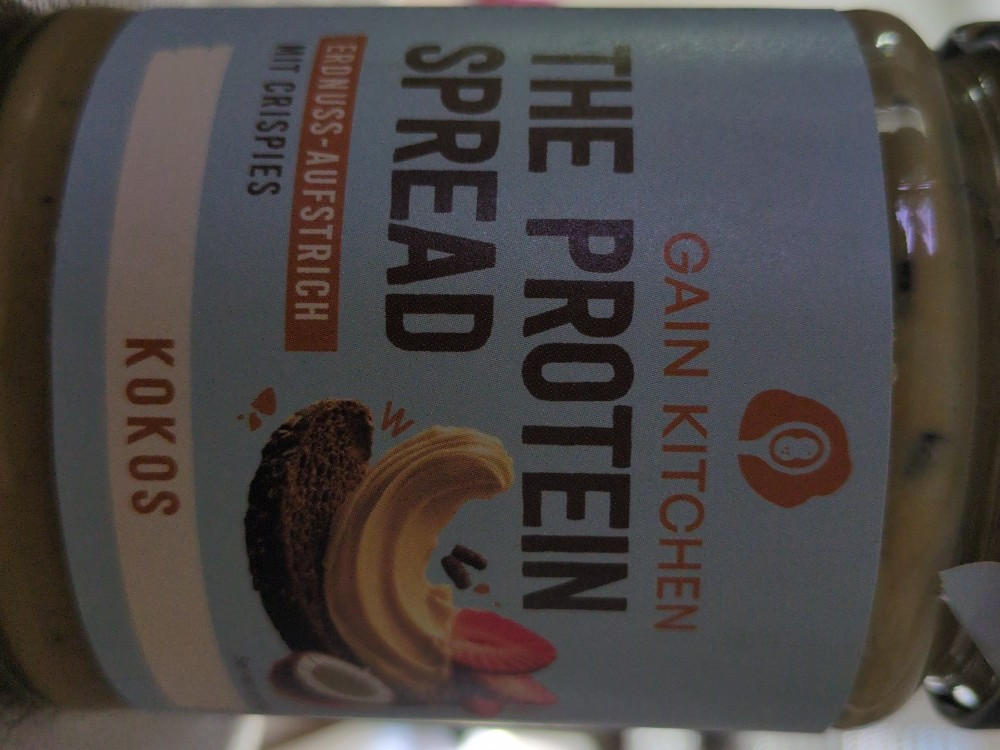 GAIN KITCHEN
THE PROTEIN
SPREAD
ERDNUSS-AUFSTRICH
MIT CRISPIES
KOKOS